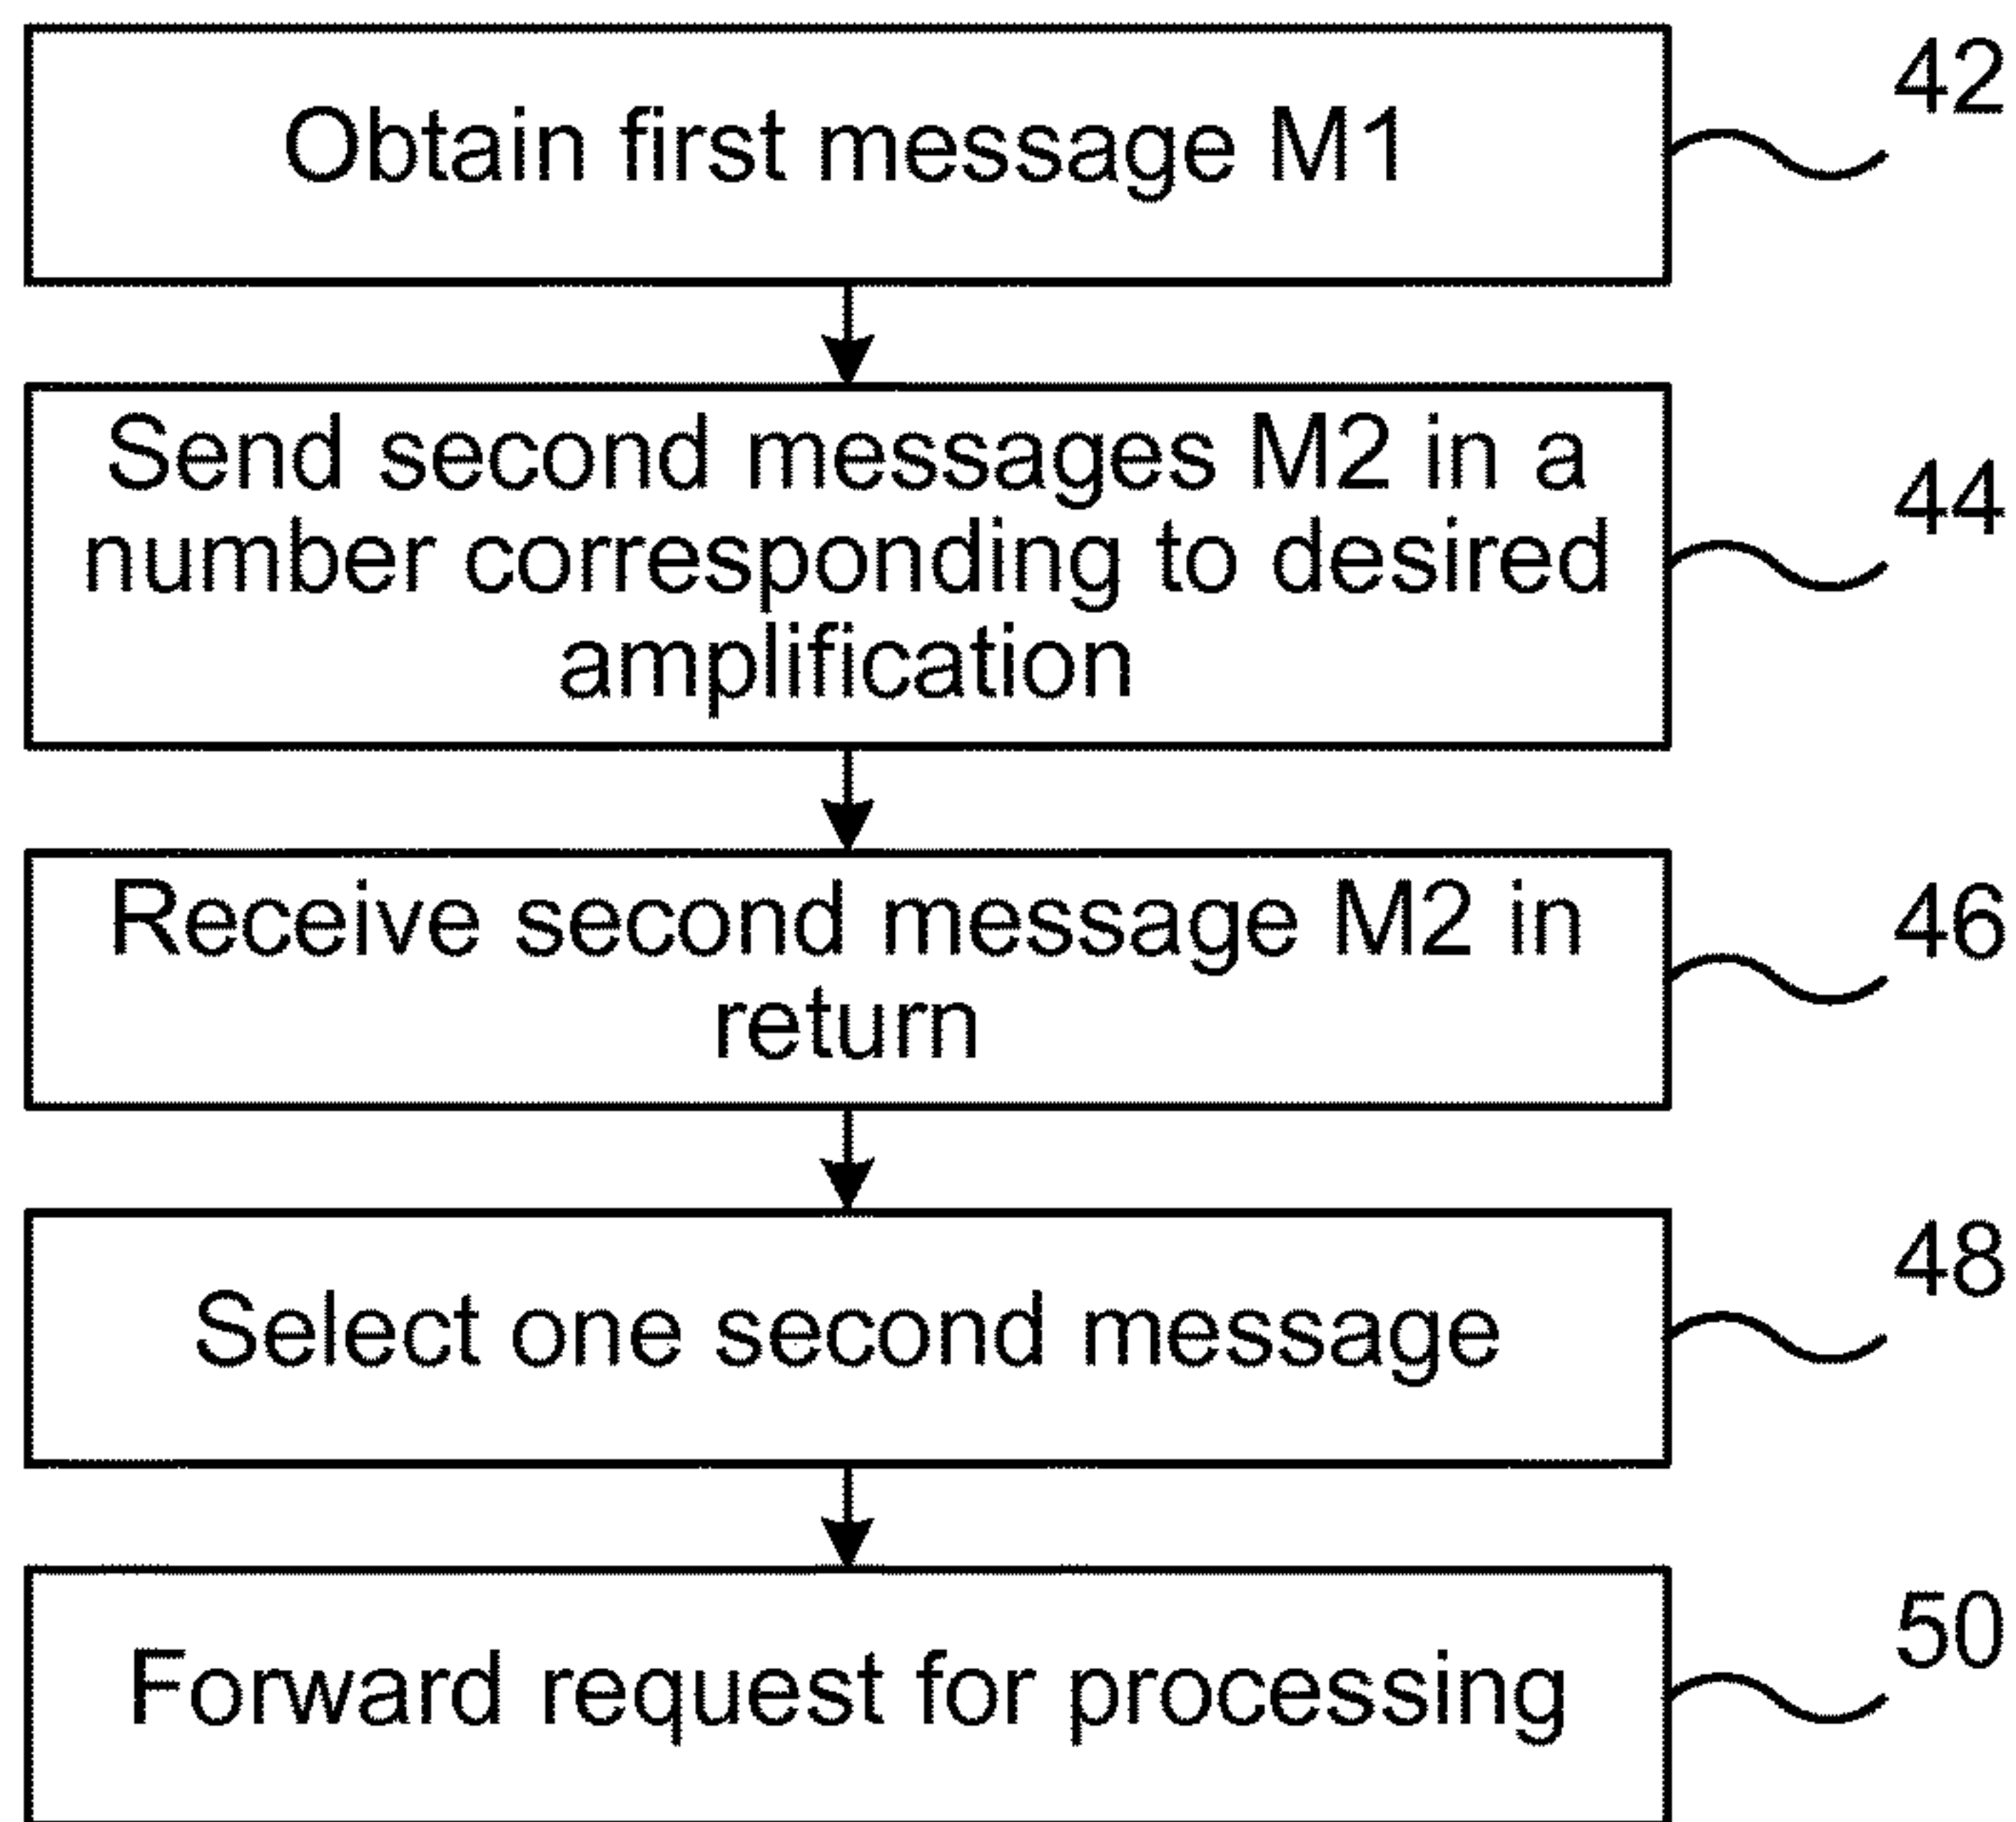 Obtain first message M1
42
Send second messages M2 in a
number corresponding to desired
amplification
44
Receive second message M2 in
return
46
Select one second message
48
Forward request for processing
50